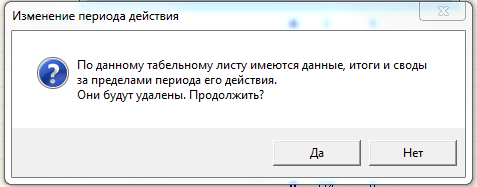 Изменение периода действия
По данному табельному листу имеются данные, итоги и своды
за пределами периода его действия.
Они будут удалены. Продолжить?
Да
Нет